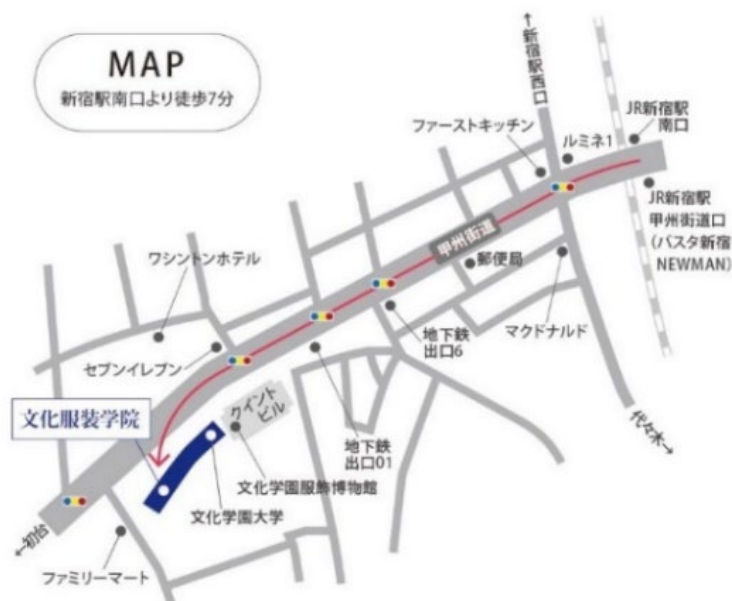 MAP
新宿駅南口より徒歩7分
←新宿駅西口
ファーストキッチン
ルミネ1
JR新宿駅
南口
JR新宿駅
甲州街道口
(バスタ新宿
NEWMAN)
甲州街道
郵便局
マクドナルド
ワシントンホテル
セブンイレブン
地下鉄
出口6
代々木→
文化服装学院
クイント
ビル
地下鉄
出口01
文化学園服飾博物館
文化学園大学
←初台
ファミリーマート